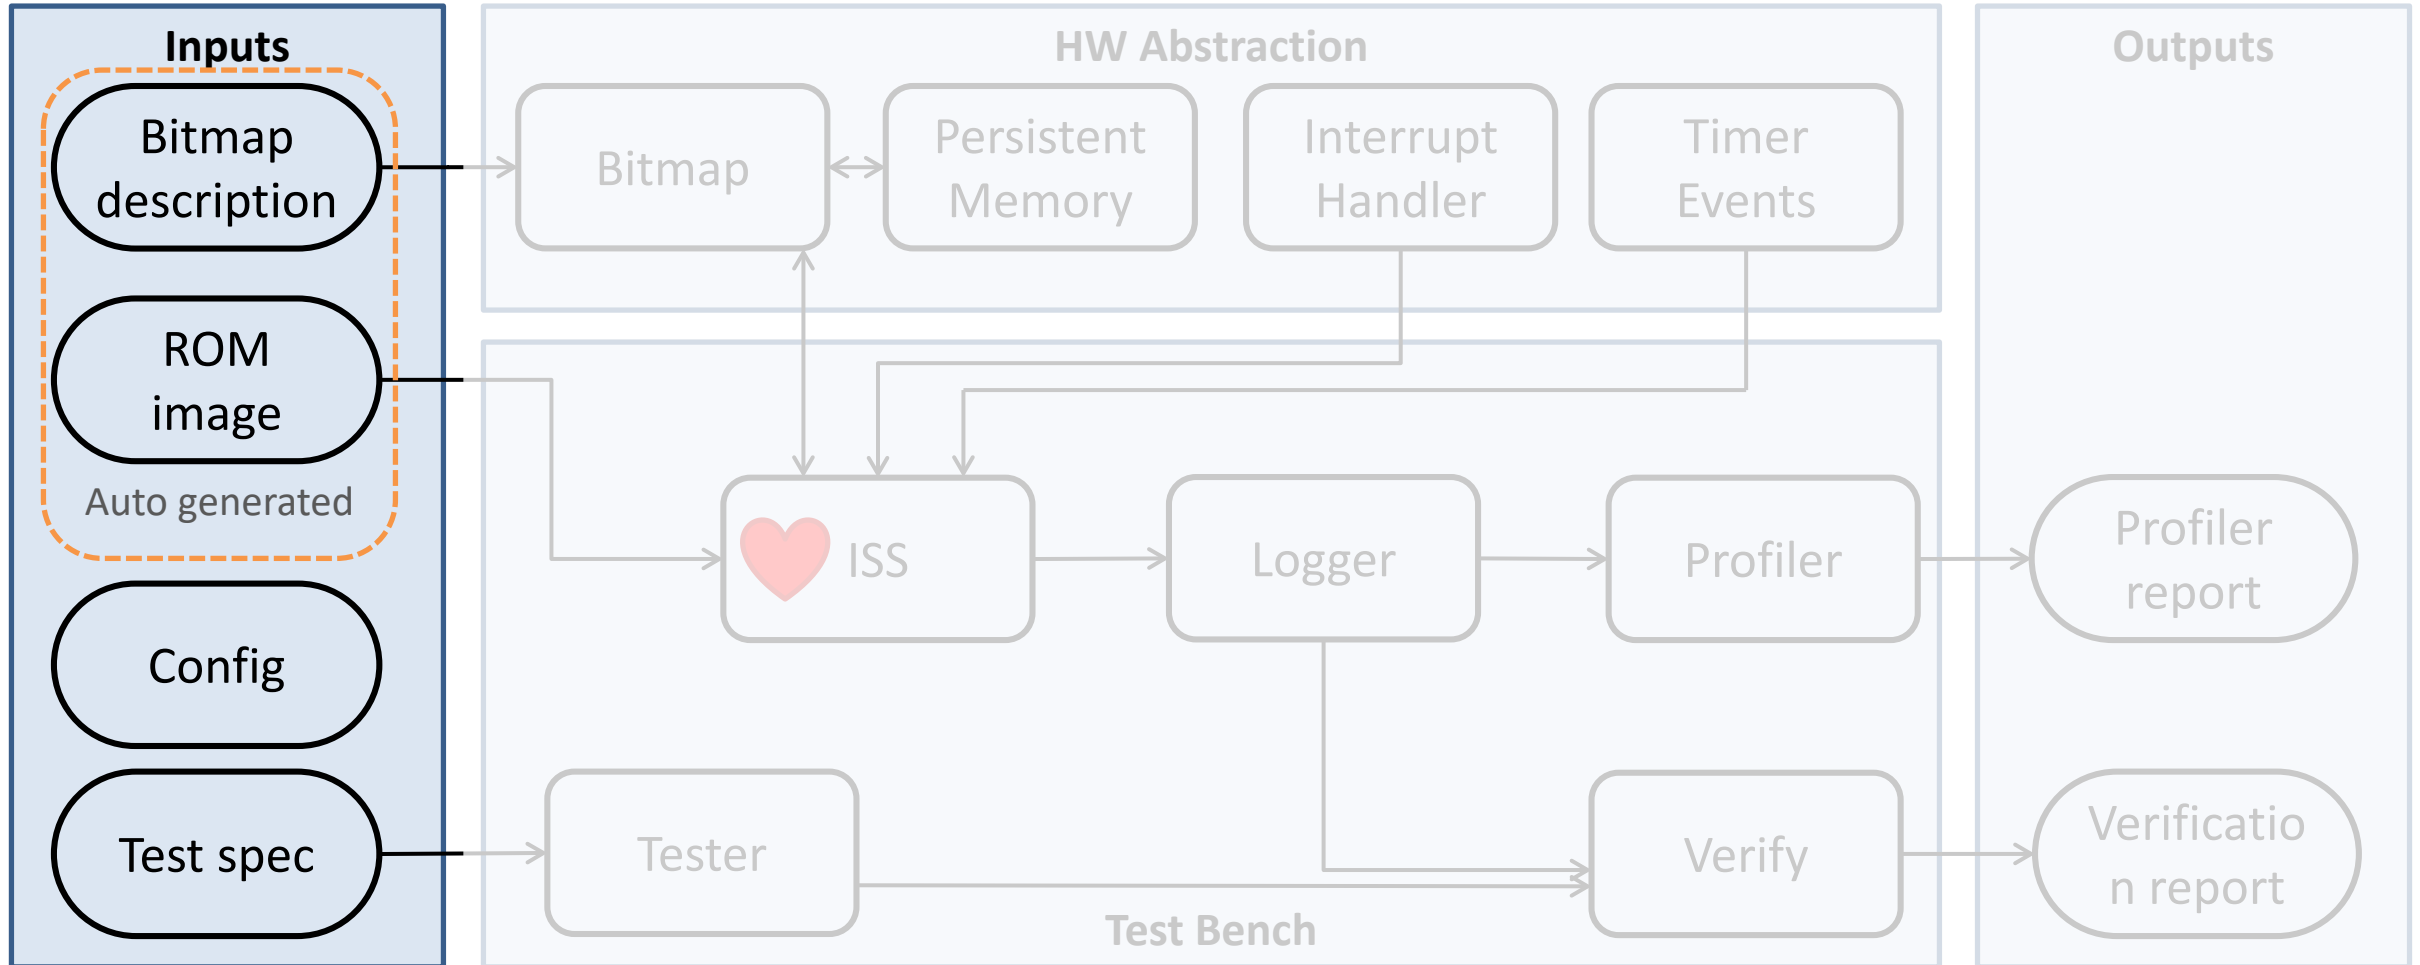 Inputs
Bitmap
description
ROM
image
Auto generated
Config
Test spec
HW Abstraction
Bitmap
Persistent
Memory
Interrupt
Handler
Timer
Events
ISS
Logger
Profiler
Tester
Verify
Test Bench
Outputs
Profiler
report
Verificatio
n report